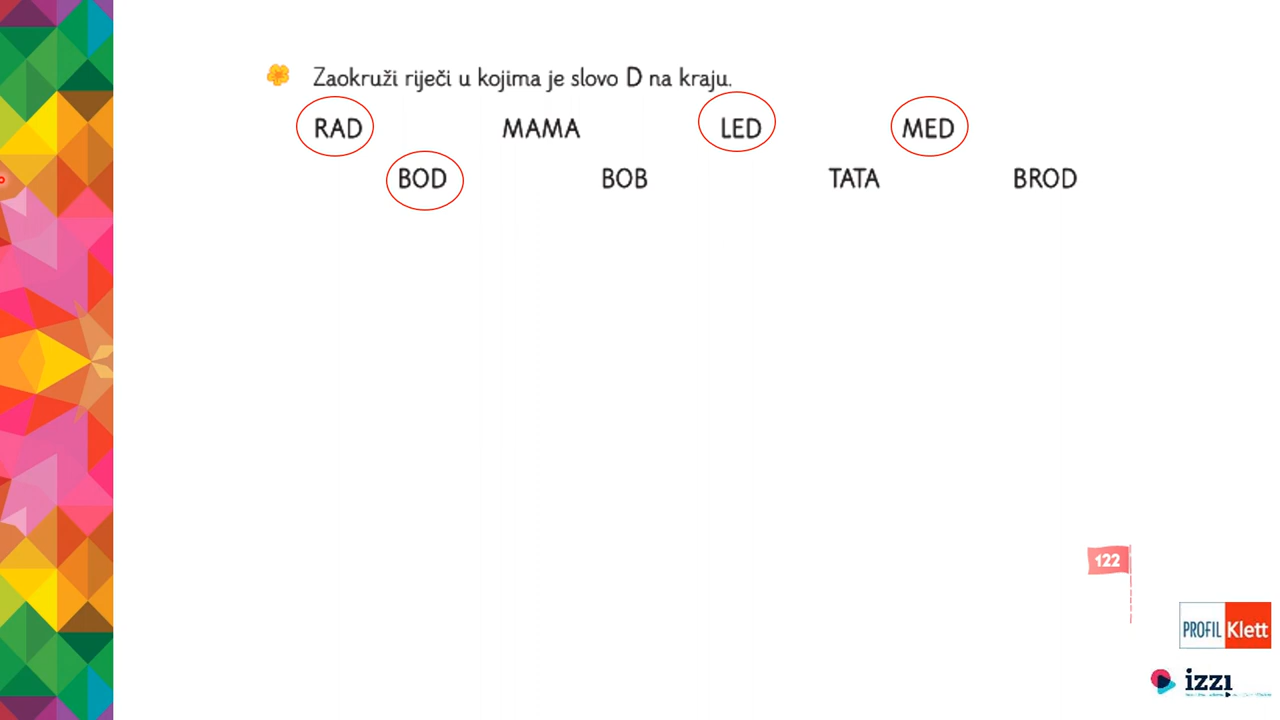 Zaokruži riječi u kojima je slovo D na kraju.
RAD MAMA LED MED
BOD BOB TATA BROD
122
PROFIL Klett
izzi